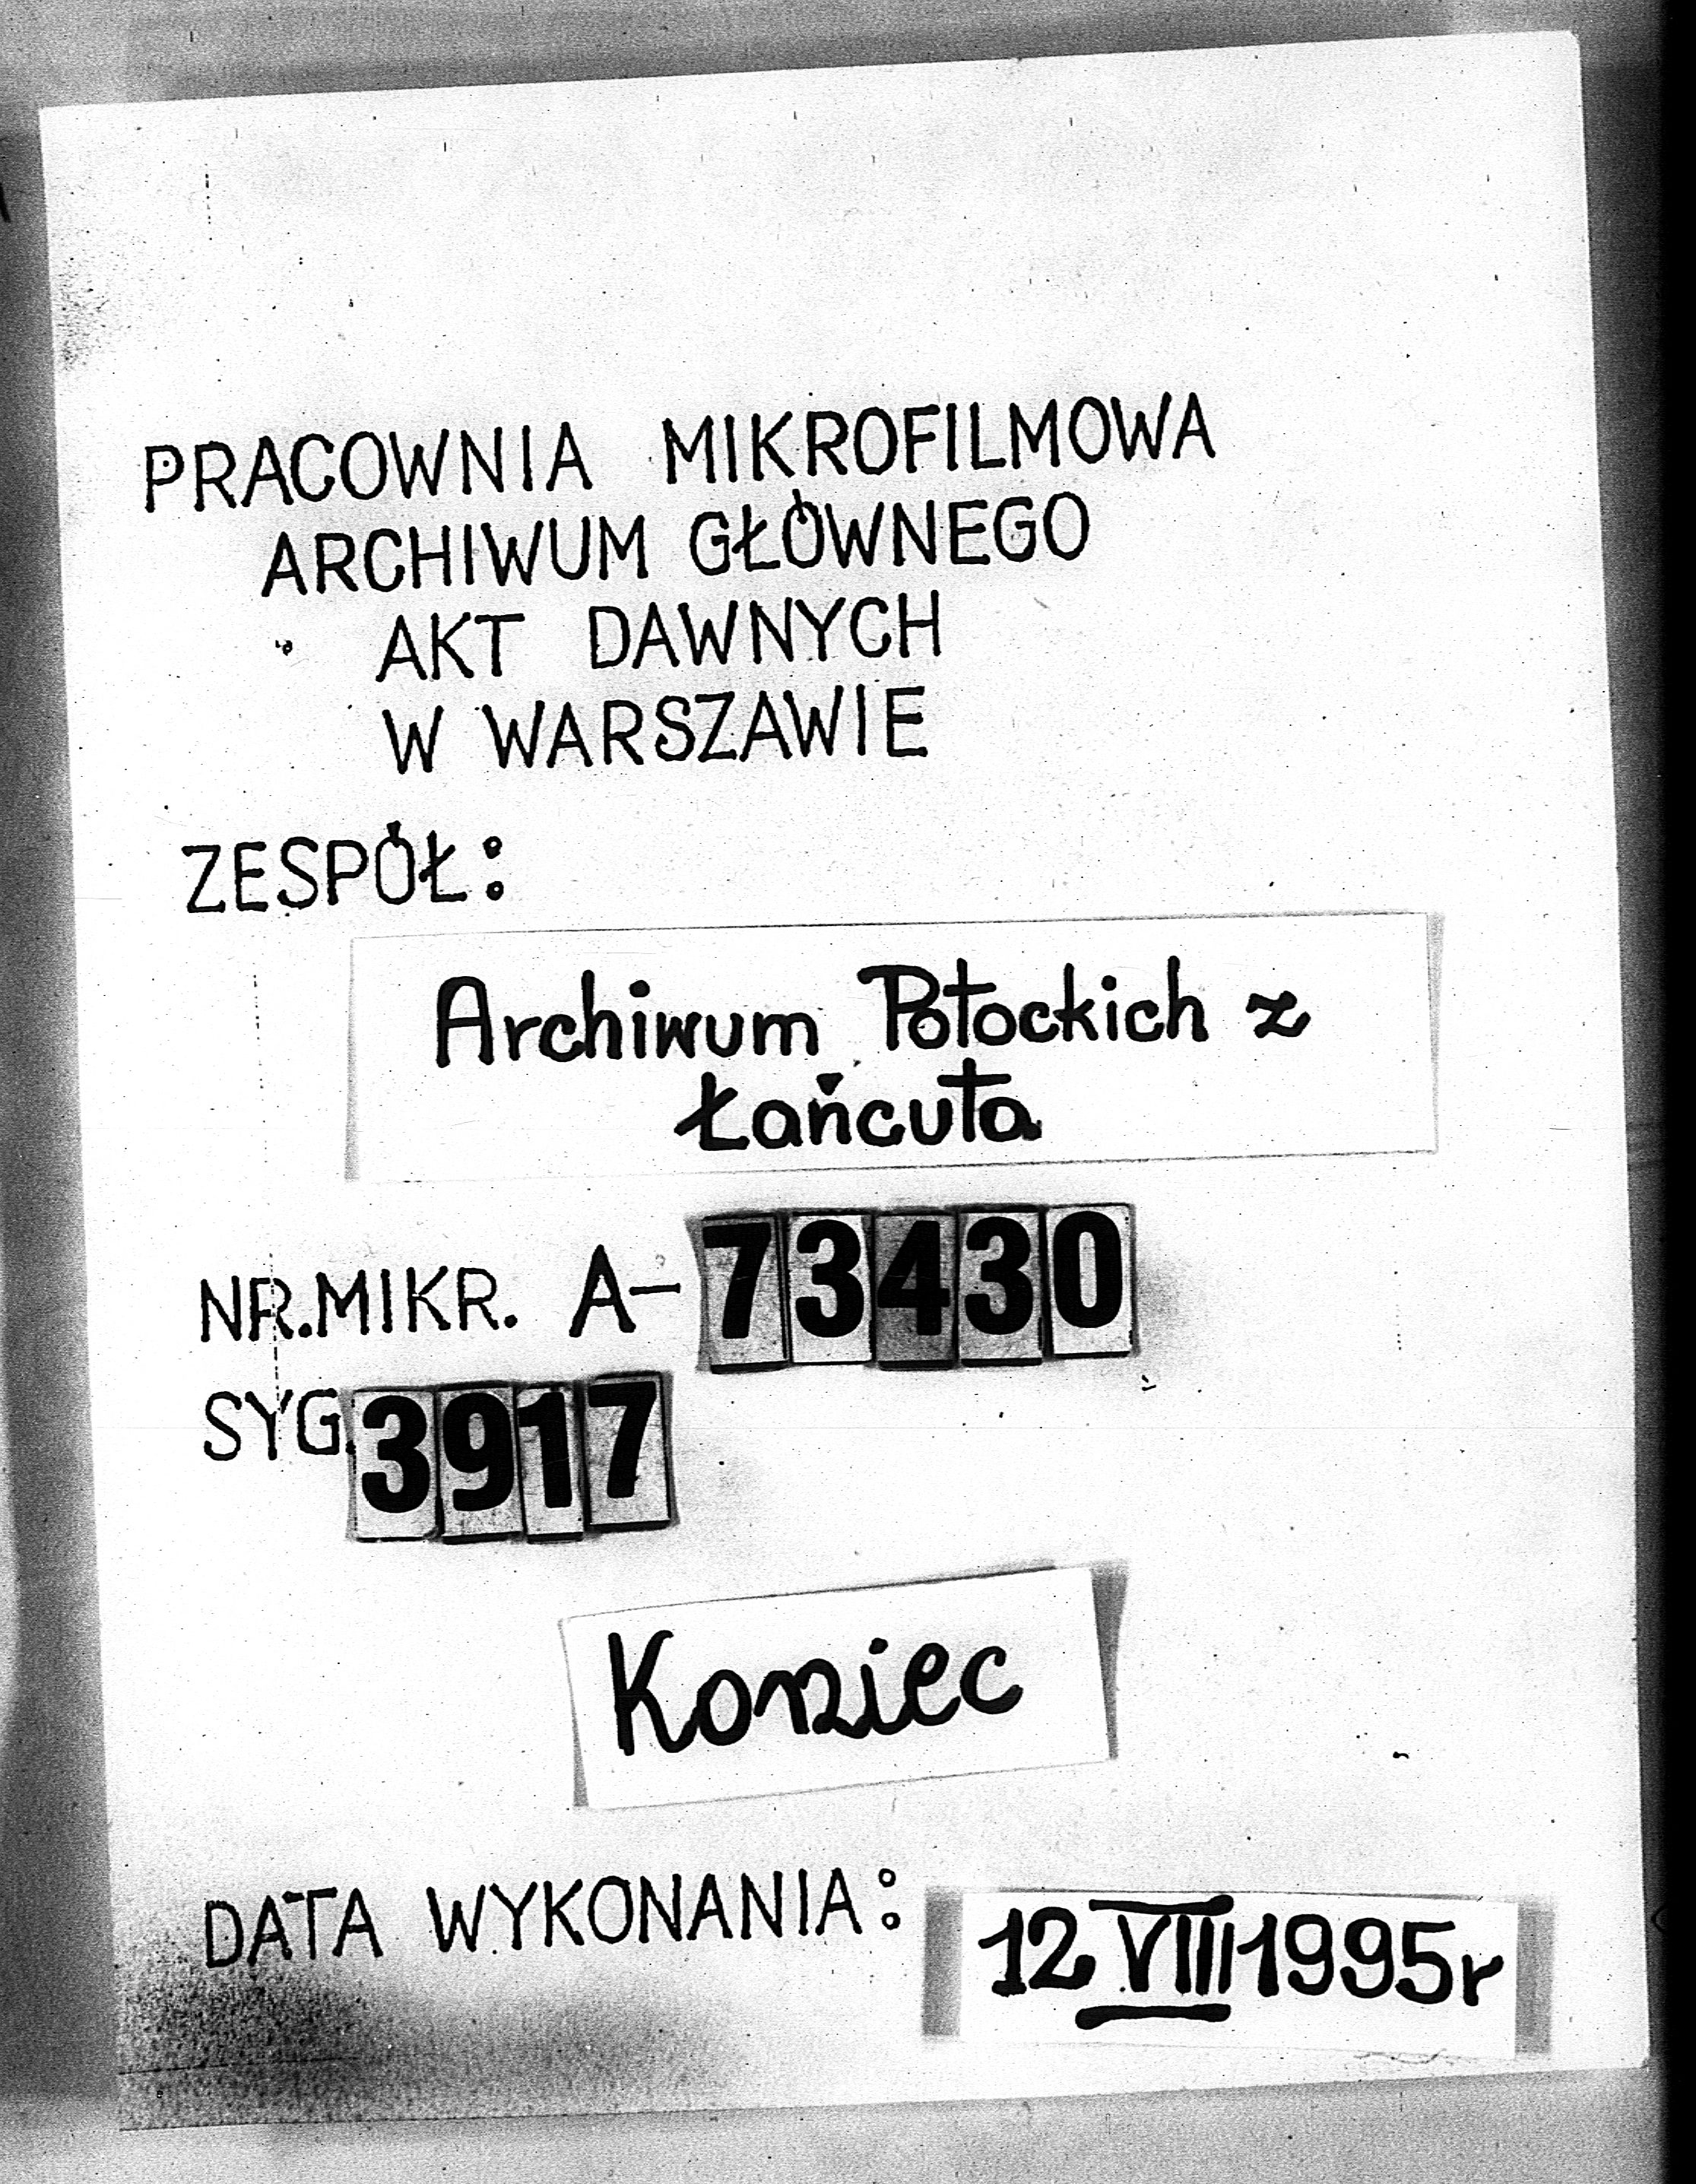 PRACOWNIA MIKROFILMOWA
ARCHIWUM GŁÓWNEGO
AKT DAWNYCH
W WARSZAWIE
ZESPÓŁ:
Archiwum Potockich z
Łańcuta
NR.MIKR. A-73430
SYG.3917
Koniec
DATA WYKONANIA: 12 VIII 1995r